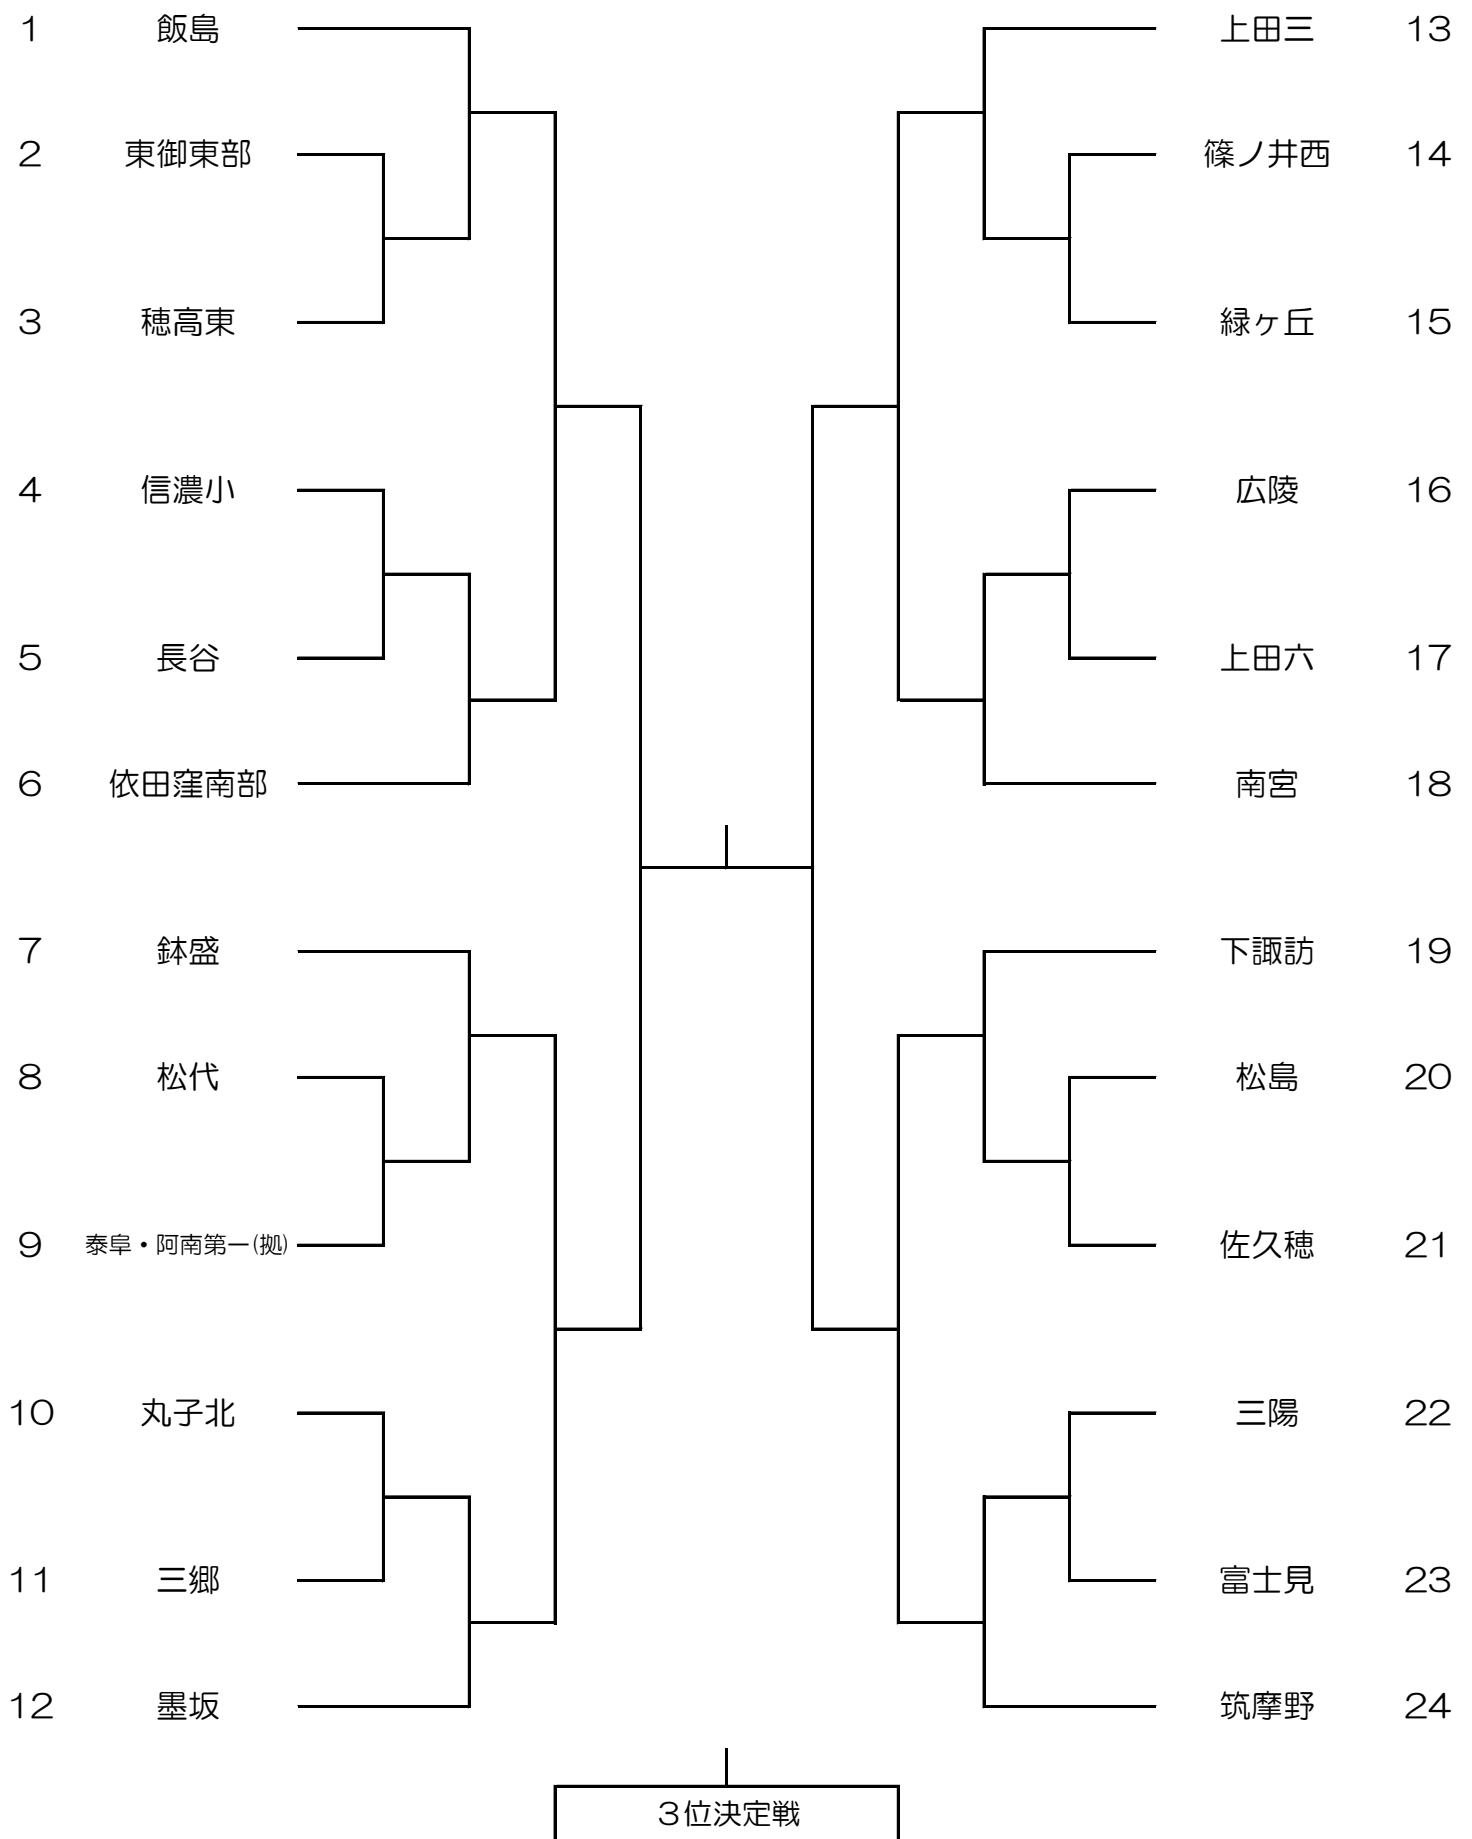 1 飯島 上田三 13
2 東御東部 篠ノ井西 14
3 穂高東 緑ヶ丘 15
4 信濃小 広陵 16
5 長谷 上田六 17
6 依田窪南部 南宮 18
7 鉢盛 下諏訪 19
8 松代 松島 20
9 泰阜・阿南第一(拠) 佐久穂 21
10 丸子北 三陽 22
11 三郷 富士見 23
12 墨坂 筑摩野 24
３位決定戦